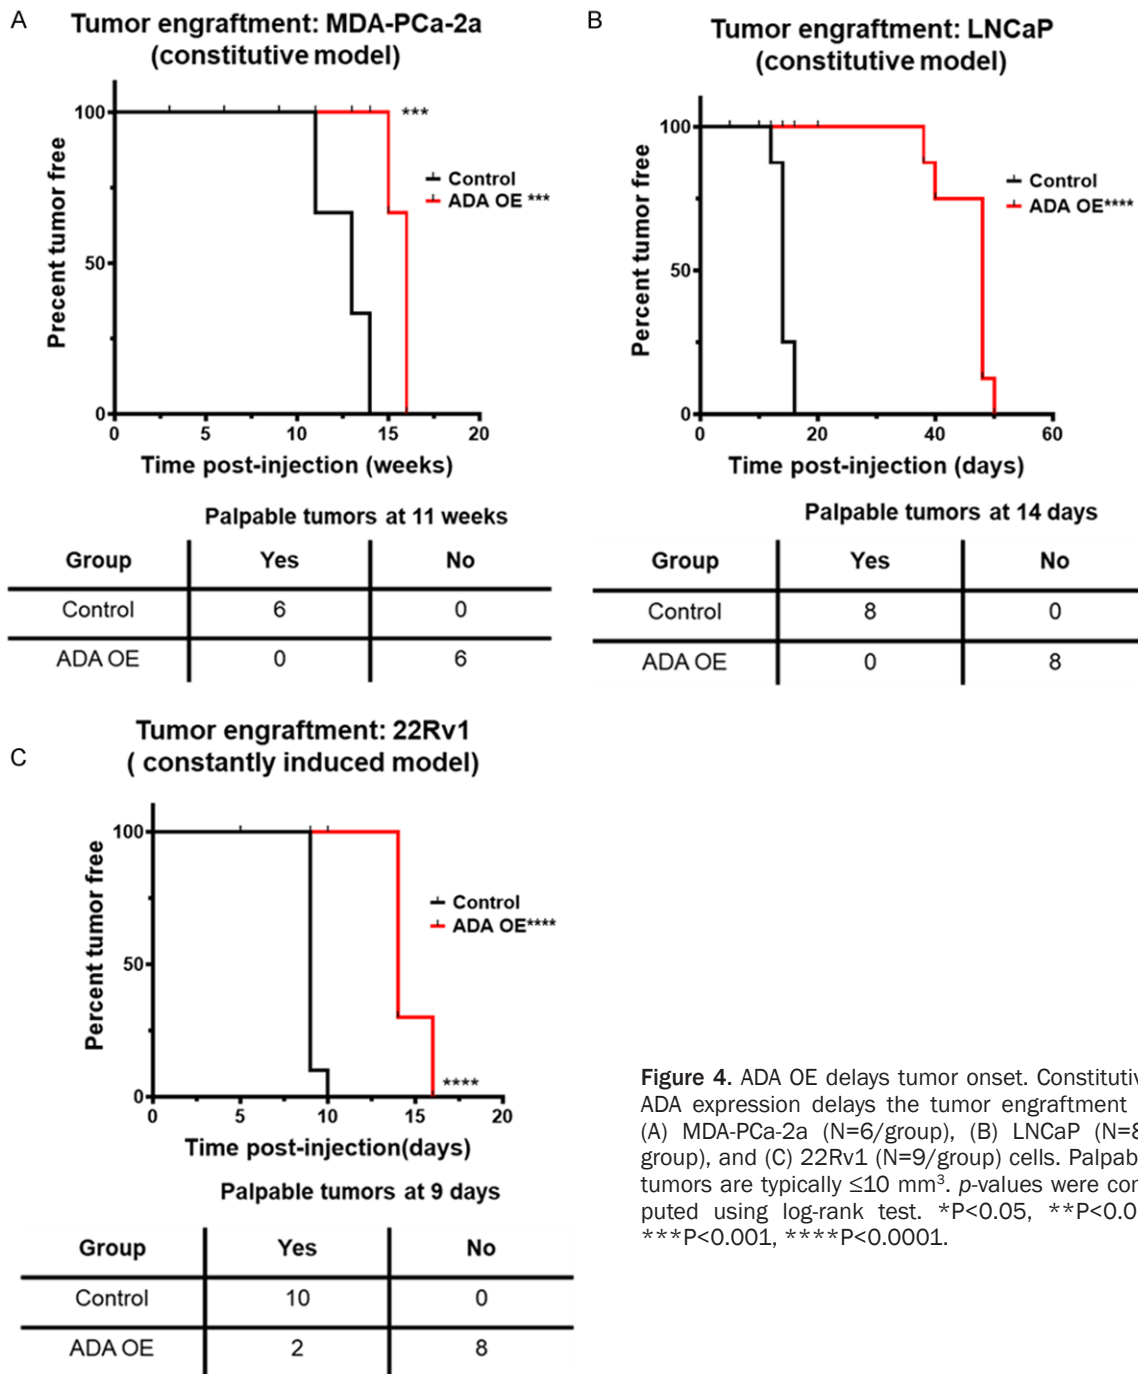 A
Tumor engraftment: MDA-PCa-2a
(constitutive model)
100
50
0
Precent tumor free
***
Control
ADA OE ***
0 5 10 15 20
Time post-injection (weeks)
Palpable tumors at 11 weeks
Group Yes No
Control 6 0
ADA OE 0 6
B
Tumor engraftment: LNCaP
(constitutive model)
100
50
0
Percent tumor free
Control
ADA OE****
0 20 40 60
Time post-injection (days)
Palpable tumors at 14 days
Group Yes No
Control 8 0
ADA OE 0 8
C
Tumor engraftment: 22Rv1
( constantly induced model)
100
50
0
Percent tumor free
Control
ADA OE****
****
0 5 10 15 20
Time post-injection(days)
Palpable tumors at 9 days
Group Yes No
Control 10 0
ADA OE 2 8
Figure 4. ADA OE delays tumor onset. Constitutiv
ADA expression delays the tumor engraftment
(A) MDA-PCa-2a (N=6/group), (B) LNCaP (N=8
group), and (C) 22Rv1 (N=9/group) cells. Palpab
tumors are typically ≤10 mm³. p-values were com
puted using log-rank test. *P<0.05, **P<0.0
***P<0.001, ****P<0.0001.